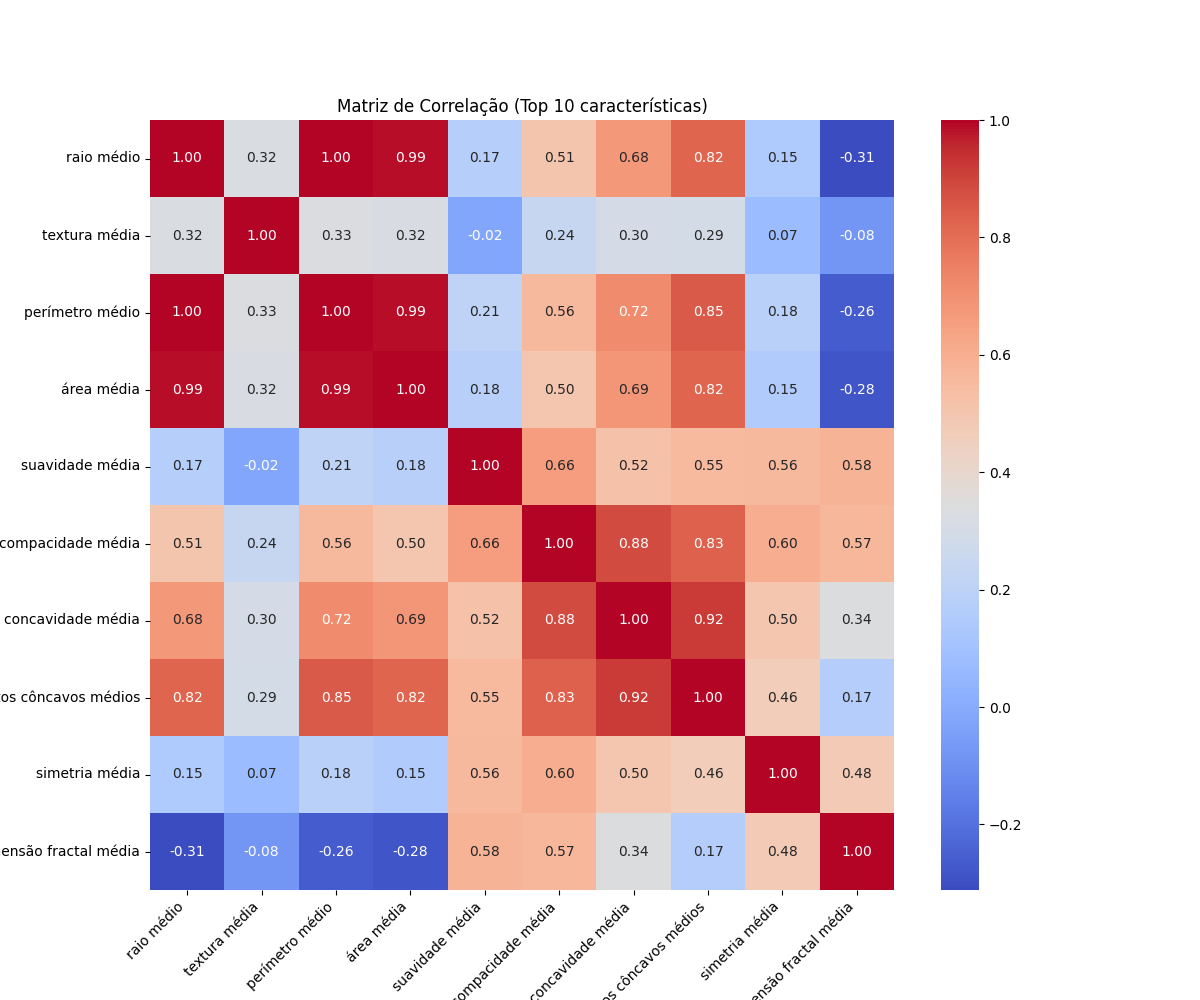 Matriz de Correlação (Top 10 características)
raio médio 1.00 0.32 1.00 0.99 0.17 0.51 0.68 0.82 0.15 -0.31
textura média 0.32 1.00 0.33 0.32 -0.02 0.24 0.30 0.29 0.07 -0.08
perímetro médio 1.00 0.33 1.00 0.99 0.21 0.56 0.72 0.85 0.18 -0.26
área média 0.99 0.32 0.99 1.00 0.18 0.50 0.69 0.82 0.15 -0.28
suavidade média 0.17 -0.02 0.21 0.18 1.00 0.66 0.52 0.55 0.56 0.58
compacidade média 0.51 0.24 0.56 0.50 0.66 1.00 0.88 0.83 0.60 0.57
concavidade média 0.68 0.30 0.72 0.69 0.52 0.88 1.00 0.92 0.50 0.34
côncavos médios 0.82 0.29 0.85 0.82 0.55 0.83 0.92 1.00 0.46 0.17
simetria média 0.15 0.07 0.18 0.15 0.56 0.60 0.50 0.46 1.00 0.48
fractal média -0.31 -0.08 -0.26 -0.28 0.58 0.57 0.34 0.17 0.48 1.00
raio médio
textura média
perímetro médio
área média
suavidade média
compacidade média
concavidade média
côncavos médios
simetria média
fractal média
1.0
0.8
0.6
0.4
0.2
0.0
−0.2